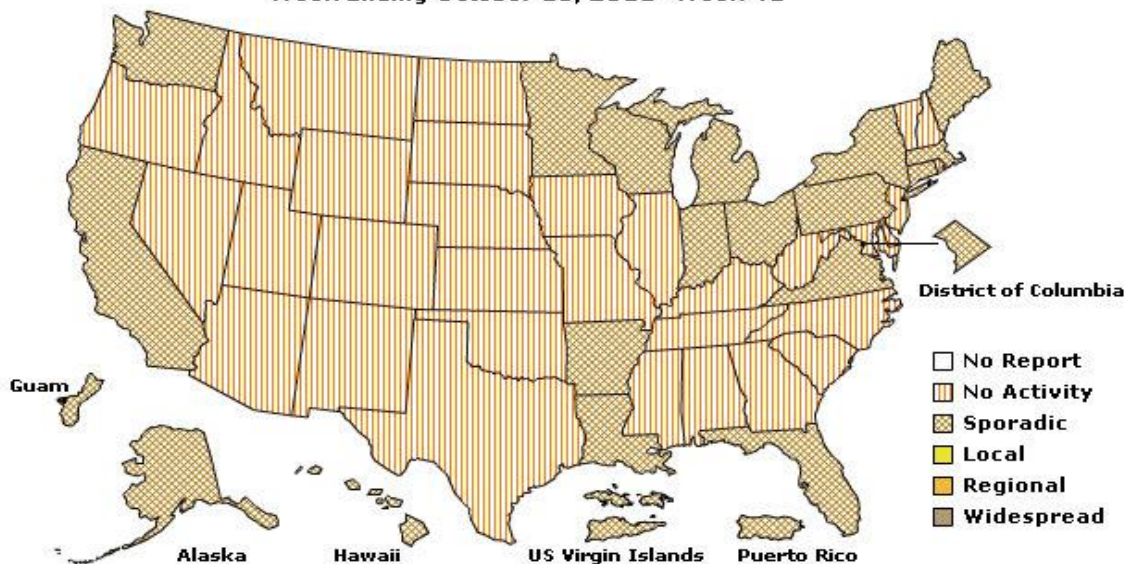 District of Columbia
No Report
No Activity
Guam
Sporadic
Local
Regional
Widespread
Alaska
Hawaii
US Virgin Islands
Puerto Rico